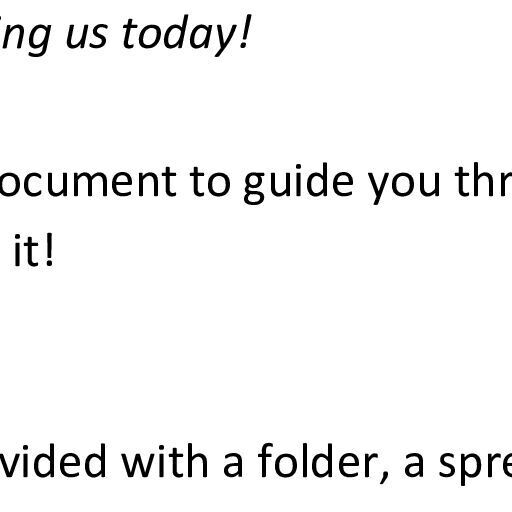 ing us today!
ocument to guide you thr
it!
vided with a folder, a spre